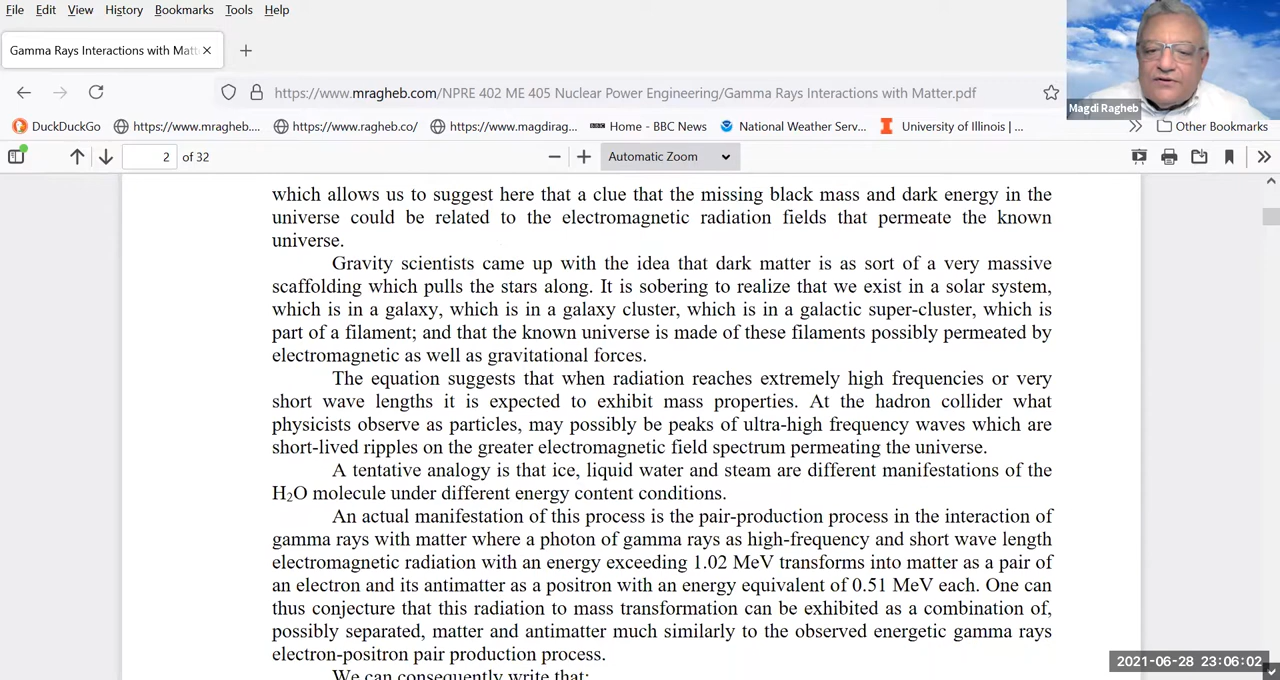 File Edit View History Bookmarks Tools Help
Gamma Rays Interactions with Matt
https://www.mragheb.com/NPRE 402 ME 405 Nuclear Power Engineering/Gamma Rays Interactions with Matter.pdf
Magdi Ragheb
DuckDuckGo https://www.mragheb... https://www.ragheb.co/ https://www.magdirag... BBC Home - BBC News National Weather Serv... University of Illinois |... Other Bookmarks
2 of 32 Automatic Zoom
which allows us to suggest here that a clue that the missing black mass and dark energy in the
universe could be related to the electromagnetic radiation fields that permeate the known
universe.
Gravity scientists came up with the idea that dark matter is as sort of a very massive
scaffolding which pulls the stars along. It is sobering to realize that we exist in a solar system,
which is in a galaxy, which is in a galaxy cluster, which is in a galactic super-cluster, which is
part of a filament; and that the known universe is made of these filaments possibly permeated by
electromagnetic as well as gravitational forces.
The equation suggests that when radiation reaches extremely high frequencies or very
short wave lengths it is expected to exhibit mass properties. At the hadron collider what
physicists observe as particles, may possibly be peaks of ultra-high frequency waves which are
short-lived ripples on the greater electromagnetic field spectrum permeating the universe.
A tentative analogy is that ice, liquid water and steam are different manifestations of the
H₂O molecule under different energy content conditions.
An actual manifestation of this process is the pair-production process in the interaction of
gamma rays with matter where a photon of gamma rays as high-frequency and short wave length
electromagnetic radiation with an energy exceeding 1.02 MeV transforms into matter as a pair of
an electron and its antimatter as a positron with an energy equivalent of 0.51 MeV each. One can
thus conjecture that this radiation to mass transformation can be exhibited as a combination of,
possibly separated, matter and antimatter much similarly to the observed energetic gamma rays
electron-positron pair production process.
We can consequently write that:
2021-06-28 23:06:02